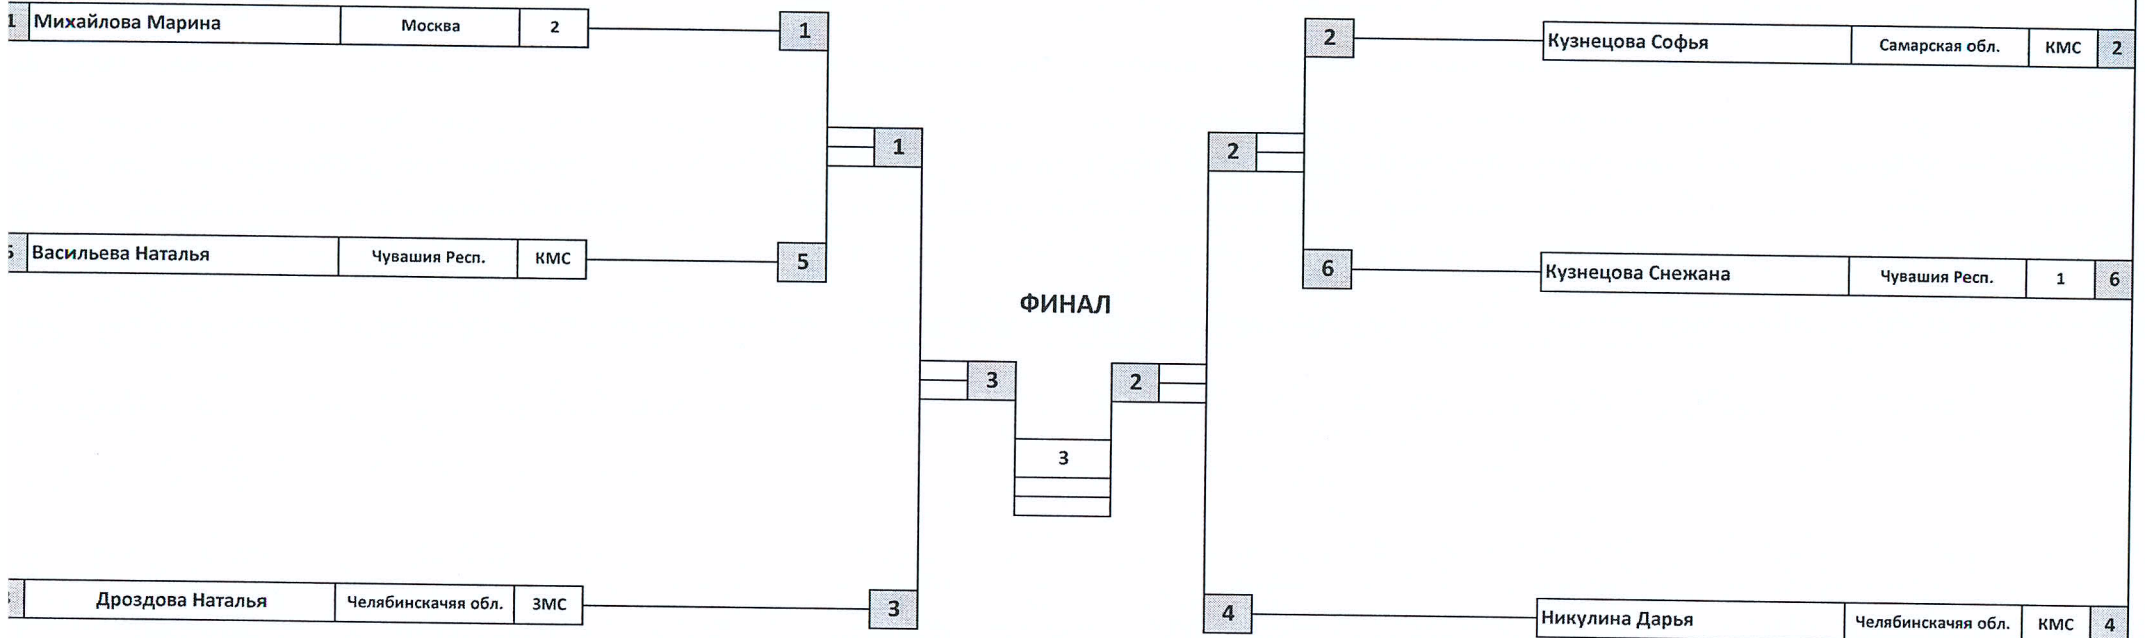 1 Михайлова Марина Москва 2 1 2 Кузнецова Софья Самарская обл. КМС 2
1 2
5 Васильева Наталья Чувашия Респ. КМС 5 6 Кузнецова Снежана Чувашия Респ. 1 6
ФИНАЛ
3 2
3
Дроздова Наталья Челябинскачяя обл. ЗМС 3 4 Никулина Дарья Челябинскачяя обл. КМС 4